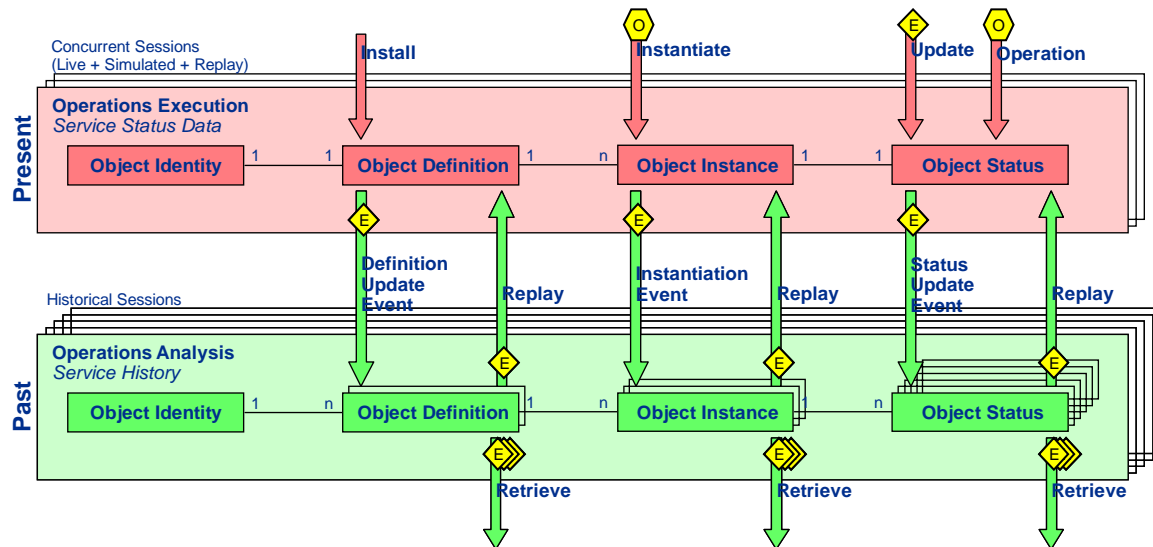 O
O
E
Concurrent Sessions
(Live + Simulated + Replay)
Install
Instantiate
Update
Operation
Present
Operations Execution
Service Status Data
Object Identity
1
1
Object Definition
1
n
Object Instance
1
1
Object Status
E
E
E
Definition
Update
Event
Replay
Instantiation
Event
Replay
Status
Update
Event
Replay
Historical Sessions
Past
Operations Analysis
Service History
E
E
E
Object Identity
1
n
Object Definition
1
n
Object Instance
1
n
Object Status
E
E
E
Retrieve
Retrieve
Retrieve